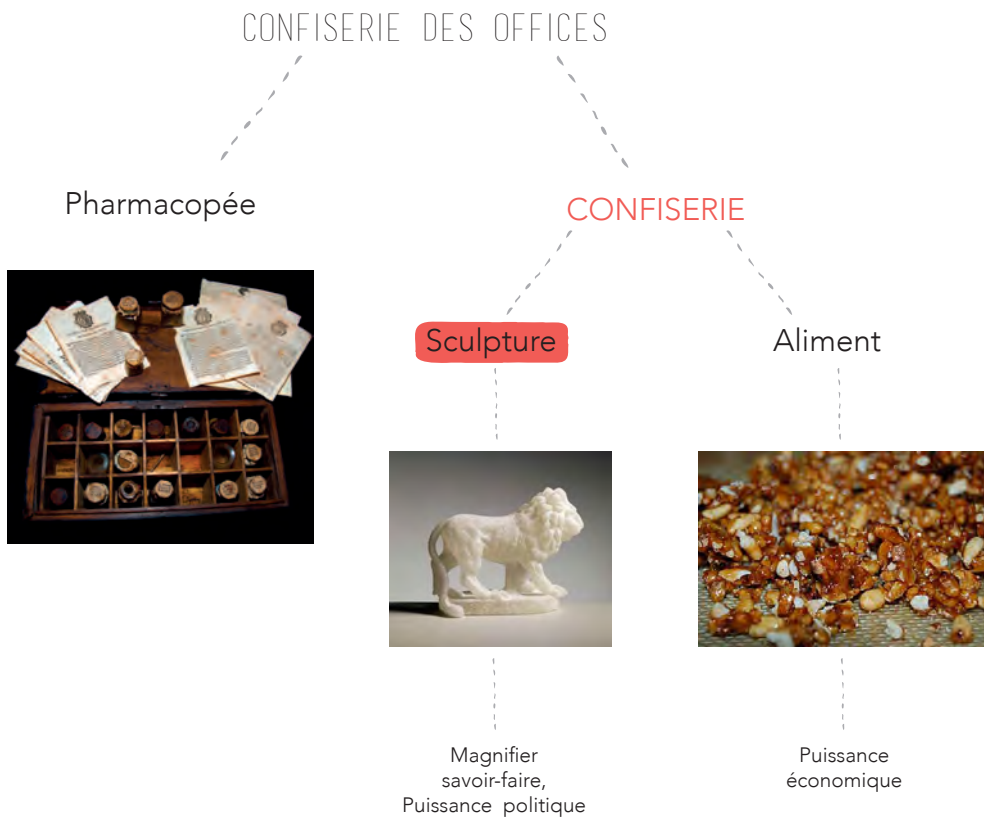 CONFISERIE DES OFFICES
Pharmacopée
CONFISERIE
Sculpture
Aliment
Magnifier
savoir-faire,
Puissance politique
Puissance
économique